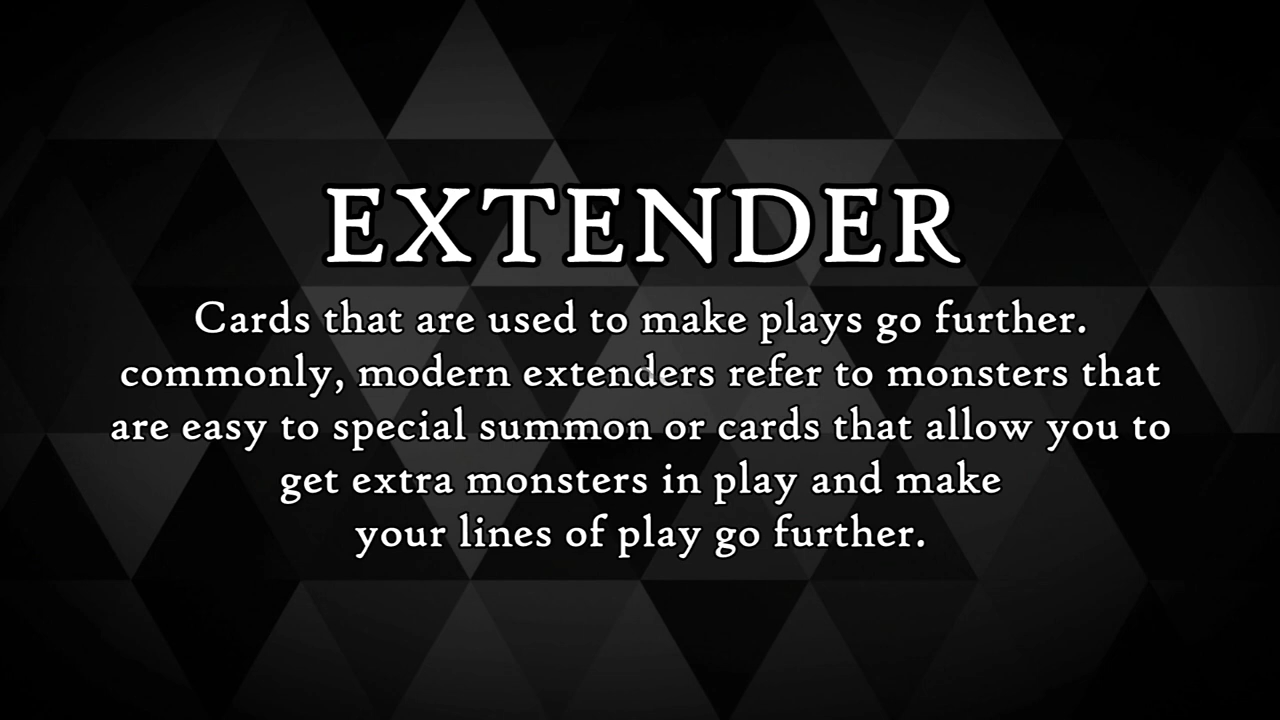 EXTENDER
Cards that are used to make plays go further.
commonly, modern extenders refer to monsters that
are easy to special summon or cards that allow you to
get extra monsters in play and make
your lines of play go further.